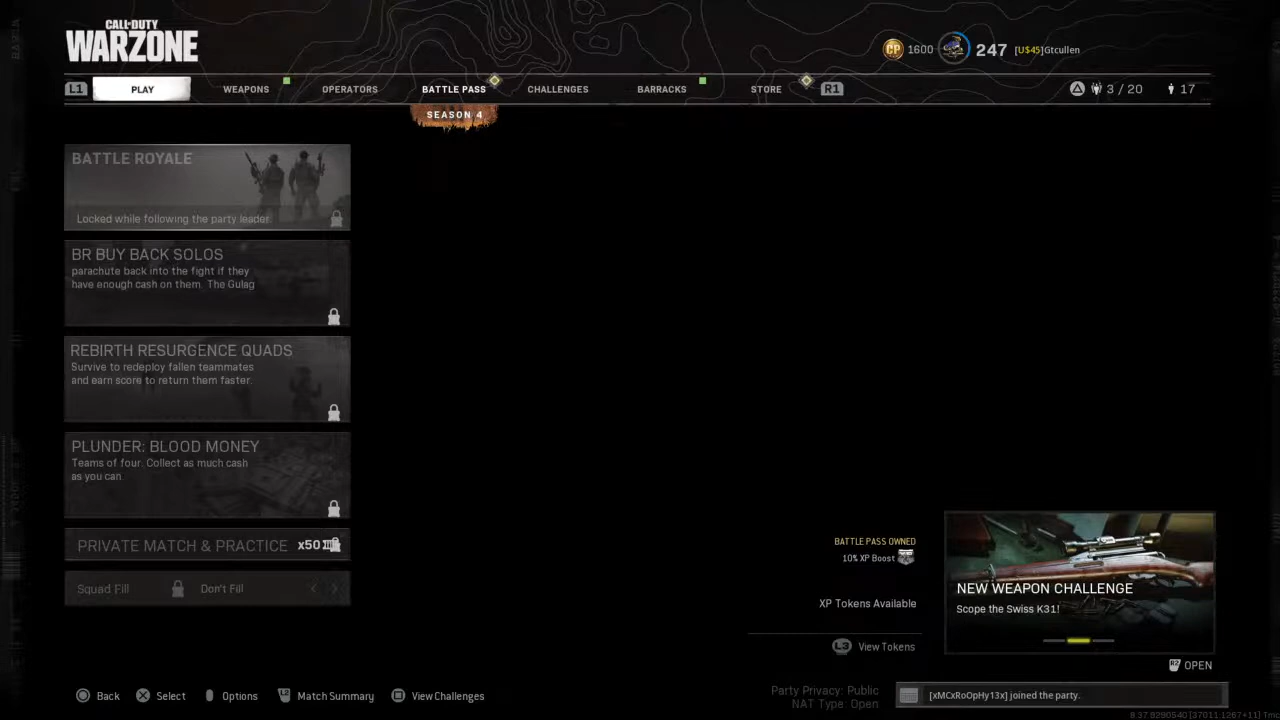 CALL OF DUTY
WARZONE
CP 1600 247 [U$45]Gtcullen
L1 PLAY WEAPONS OPERATORS BATTLE PASS CHALLENGES BARRACKS STORE R1 3 / 20 17
SEASON 4
BATTLE ROYALE
Locked while following the party leader.
BR BUY BACK SOLOS
parachute back into the fight if they
have enough cash on them. The Gulag
REBIRTH RESURGENCE QUADS
Survive to redeploy fallen teammates
and earn score to return them faster.
PLUNDER: BLOOD MONEY
Teams of four. Collect as much cash
as you can.
PRIVATE MATCH & PRACTICE x50
Squad Fill Don't Fill
BATTLE PASS OWNED
10% XP Boost
XP Tokens Available
L3 View Tokens
NEW WEAPON CHALLENGE
Scope the Swiss K31!
R2 OPEN
Back Select Options L2 Match Summary View Challenges
Party Privacy: Public
NAT Type: Open
[xMCxRoOpHy13x] joined the party.